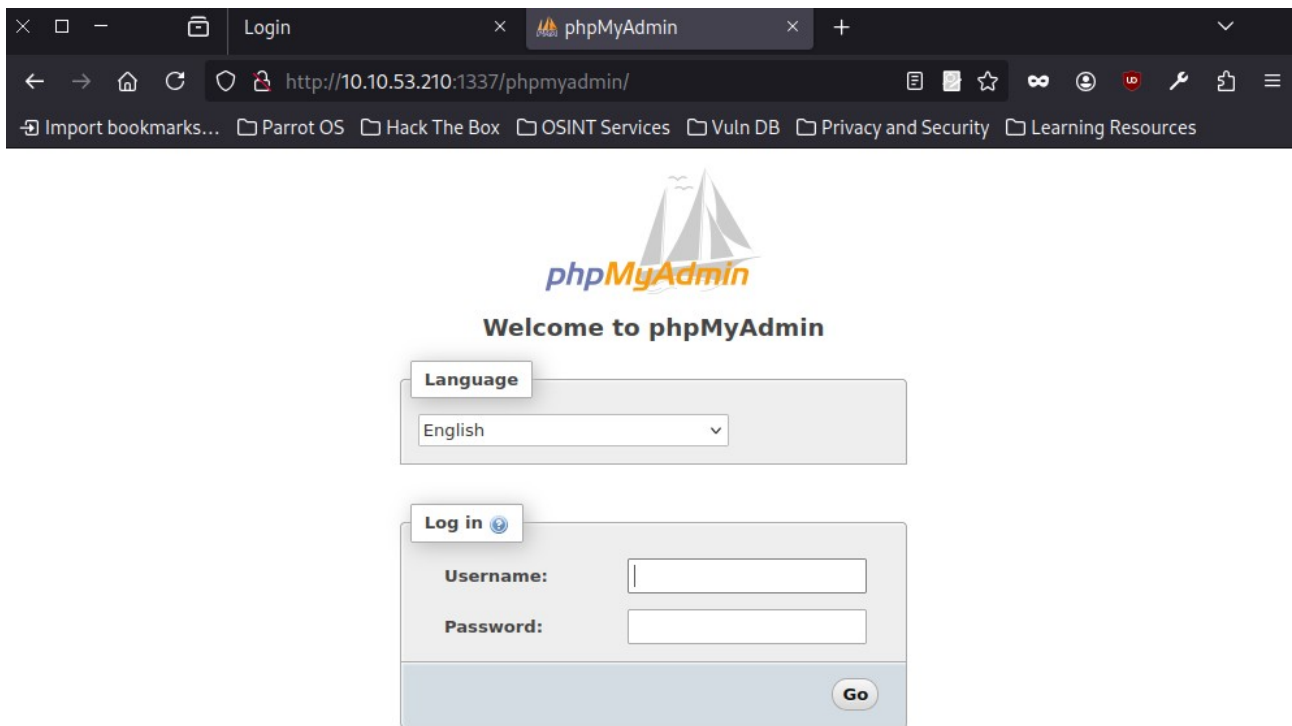 Login
phpMyAdmin
http://10.10.53.210:1337/phpmyadmin/
Import bookmarks... Parrot OS Hack The Box OSINT Services Vuln DB Privacy and Security Learning Resources
phpMyAdmin
Welcome to phpMyAdmin
Language
English
Log in
Username:
Password:
Go